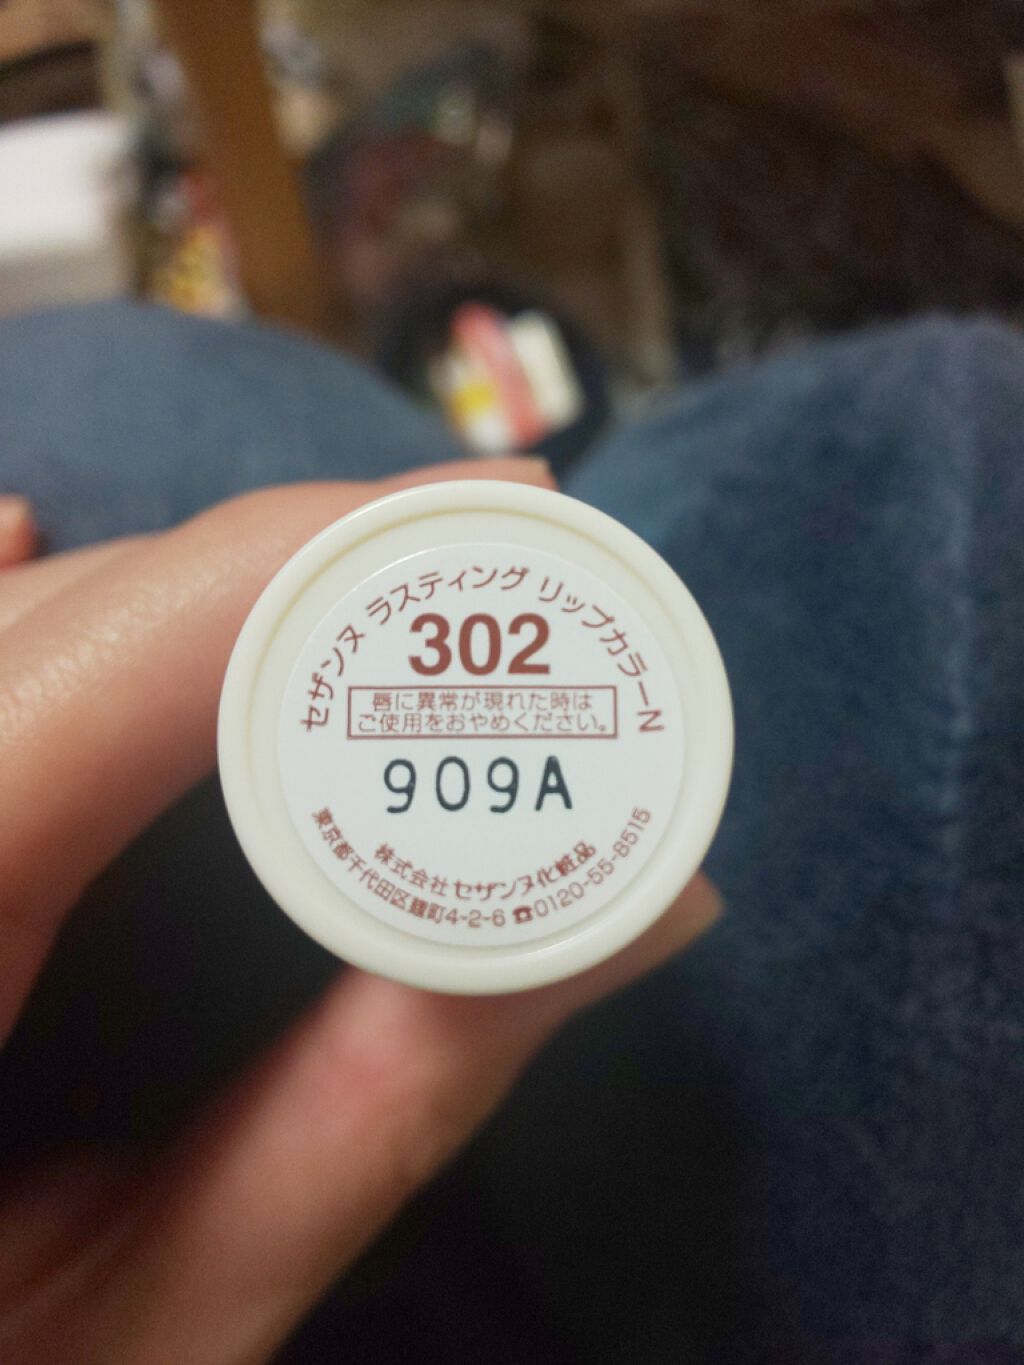 セザンヌ ラスティング リップカラーN
302
唇に異常が現れた時は
ご使用をおやめください。
909A
株式会社 セザンヌ化粧品
東京都千代田区麹町4-2-6 ☎0120-55-8515